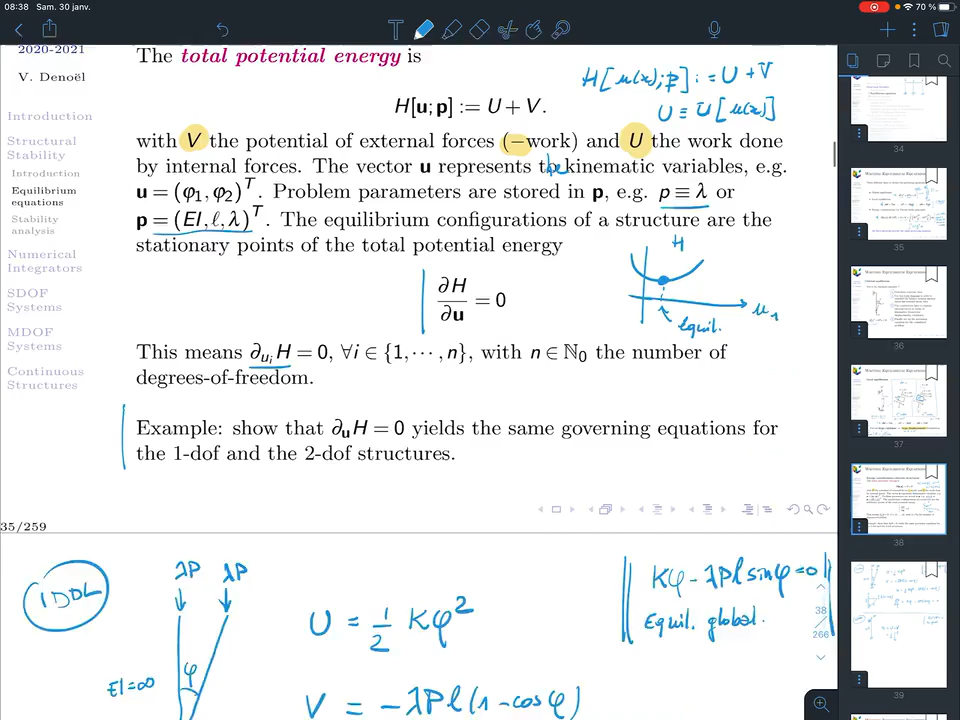 08:38 Sam. 30 janv.
70 %
2020-2021
V. Denoël
Introduction
Structural
Stability
Introduction
Equilibrium
equations
Stability
analysis
Numerical
Integrators
SDOF
Systems
MDOF
Systems
Continuous
Structures
The total potential energy is
H[u(x);p] := U + V
H[u; p] := U + V.
U ≡ U[u(x)]
with V the potential of external forces (−work) and U the work done
by internal forces. The vector u represents the kinematic variables, e.g.
u = (φ₁, φ₂)ᵀ. Problem parameters are stored in p, e.g. p ≡ λ or
p = (EI, ℓ, λ)ᵀ. The equilibrium configurations of a structure are the
stationary points of the total potential energy
H
∂H/∂u = 0
u₁
equil.
This means ∂_{u_i} H = 0, ∀i ∈ {1, ⋯ , n}, with n ∈ ℕ₀ the number of
degrees-of-freedom.
Example: show that ∂_u H = 0 yields the same governing equations for
the 1-dof and the 2-dof structures.
35/259
1DDL
λP λP
Kφ - λPl sinφ = 0
U = 1/2 Kφ²
Equil. global.
φ
EI=∞
V = -λPl(1-cosφ)
34
35
36
37
38
39
38
/
266